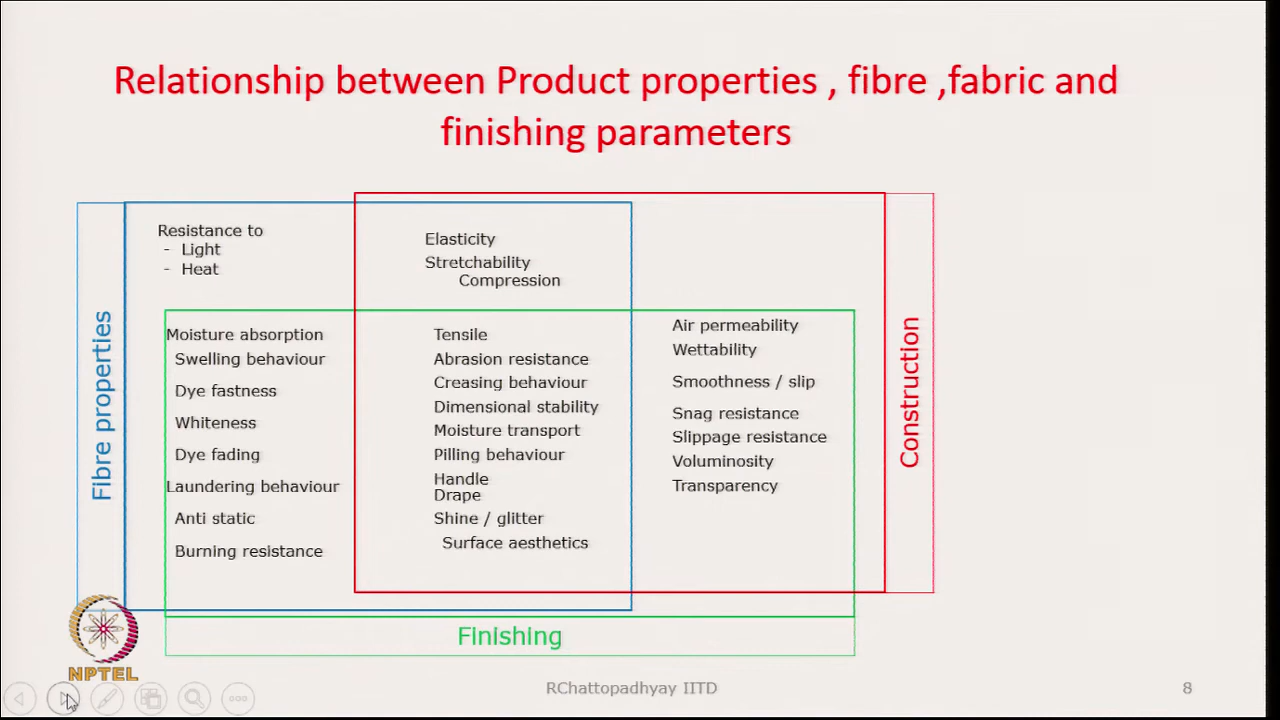 Relationship between Product properties , fibre ,fabric and
finishing parameters
Fibre properties
Resistance to
- Light
- Heat
Moisture absorption
Swelling behaviour
Dye fastness
Whiteness
Dye fading
Laundering behaviour
Anti static
Burning resistance
Elasticity
Stretchability
Compression
Tensile
Abrasion resistance
Creasing behaviour
Dimensional stability
Moisture transport
Pilling behaviour
Handle
Drape
Shine / glitter
Surface aesthetics
Air permeability
Wettability
Smoothness / slip
Snag resistance
Slippage resistance
Voluminosity
Transparency
Construction
Finishing
NPTEL
RChattopadhyay IITD
8